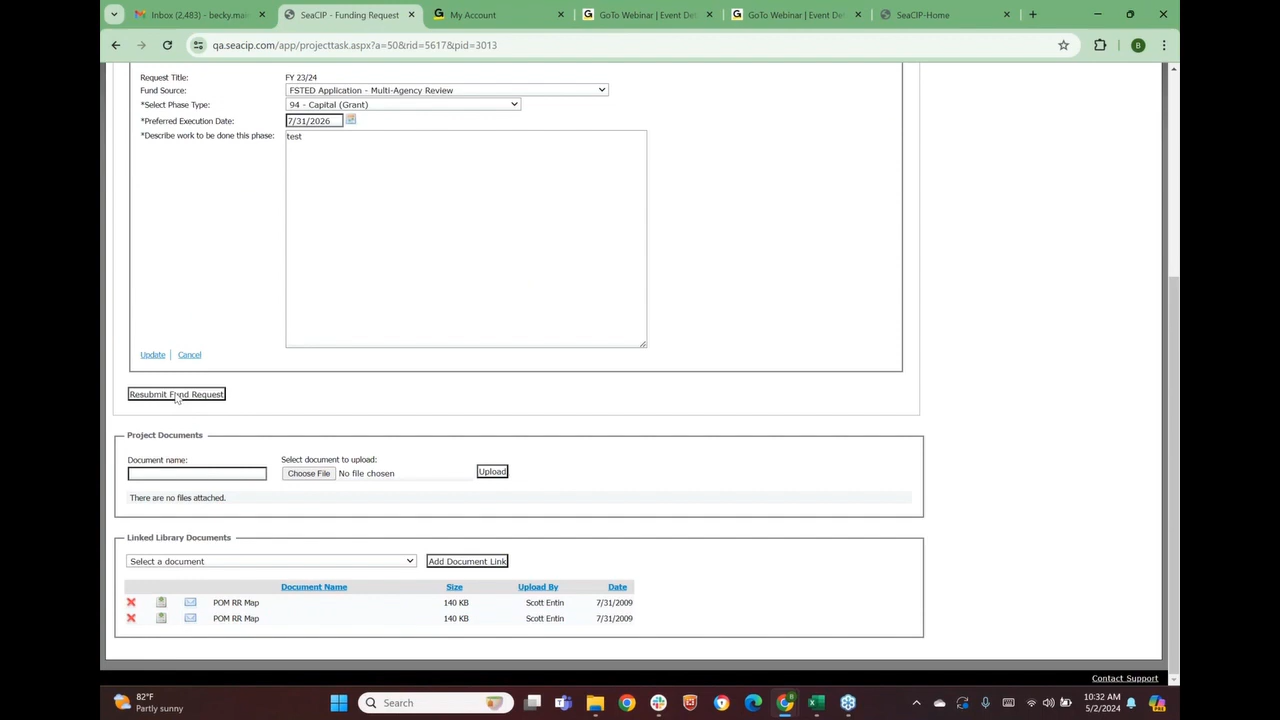 Inbox (2,483) - becky.mai
SeaCIP - Funding Request
My Account
GoTo Webinar | Event De
GoTo Webinar | Event Det
SeaCIP-Home
qa.seacip.com/app/projecttask.aspx?a=50&rid=5617&pid=3013
B
Request Title: FY 23/24
Fund Source: FSTED Application - Multi-Agency Review
*Select Phase Type: 94 - Capital (Grant)
*Preferred Execution Date: 7/31/2026
*Describe work to be done this phase: test
Update | Cancel
Resubmit Fund Request
Project Documents
Document name: Select document to upload:
Choose File No file chosen Upload
There are no files attached.
Linked Library Documents
Select a document Add Document Link
Document Name Size Upload By Date
POM RR Map 140 KB Scott Entin 7/31/2009
POM RR Map 140 KB Scott Entin 7/31/2009
Contact Support
82°F
Partly sunny
Search
10:32 AM
5/2/2024